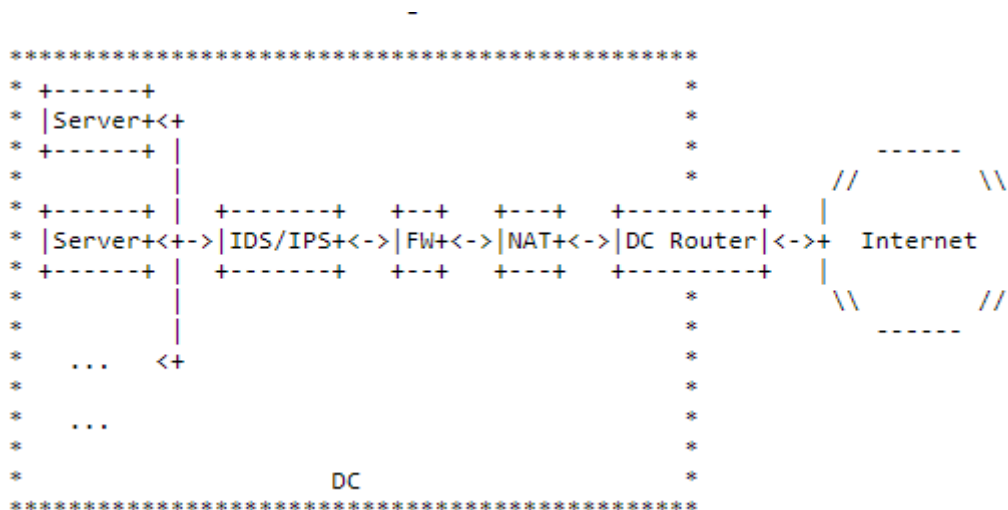 Server
Server IDS/IPS FW NAT DC Router Internet
...
...
DC